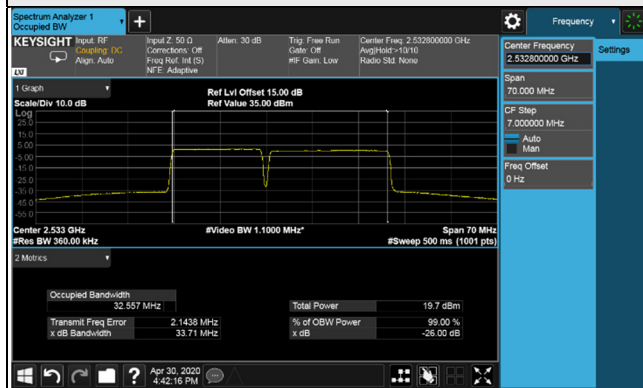 Spectrum Analyzer 1
Occupied BW
Frequency
KEYSIGHT
Input: RF
Coupling: DC
Align: Auto
Input Z: 50 Ω
Corrections: Off
Freq Ref: Int (S)
NFE: Adaptive
Atten: 30 dB
Trig: Free Run
Gate: Off
#IF Gain: Low
Center Freq: 2.532800000 GHz
Avg|Hold:>10/10
Radio Std: None
LXI
Center Frequency
2.532800000 GHz
Settings
Span
70.000 MHz
CF Step
7.000000 MHz
Auto
Man
Freq Offset
0 Hz
1 Graph
Scale/Div 10.0 dB
Ref Lvl Offset 15.00 dB
Ref Value 35.00 dBm
Log
25.0
15.0
5.00
-5.00
-15.0
-25.0
-35.0
-45.0
-55.0
Center 2.533 GHz
#Res BW 360.00 kHz
#Video BW 1.1000 MHz*
Span 70 MHz
#Sweep 500 ms (1001 pts)
2 Metrics
Occupied Bandwidth
32.557 MHz
Total Power 19.7 dBm
Transmit Freq Error 2.1438 MHz
% of OBW Power 99.00 %
x dB Bandwidth 33.71 MHz
x dB -26.00 dB
?
Apr 30, 2020
4:42:16 PM